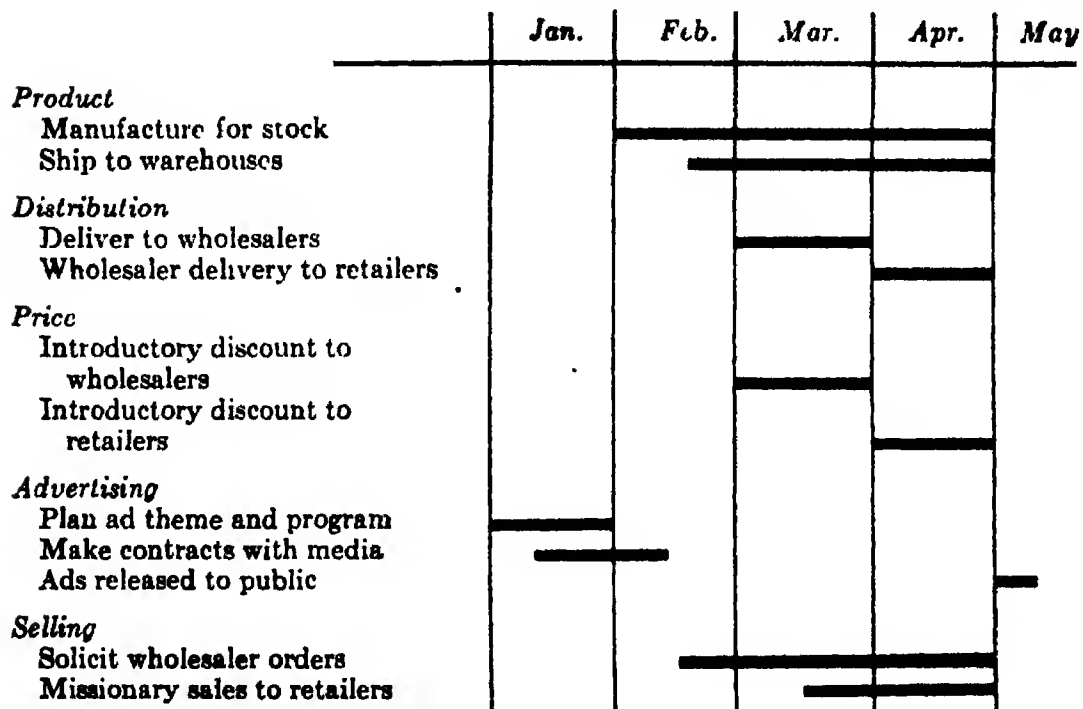 Jan. Feb. Mar. Apr. May
Product
Manufacture for stock
Ship to warehouses
Distribution
Deliver to wholesalers
Wholesaler delivery to retailers
Price
Introductory discount to
wholesalers
Introductory discount to
retailers
Advertising
Plan ad theme and program
Make contracts with media
Ads released to public
Selling
Solicit wholesaler orders
Missionary sales to retailers